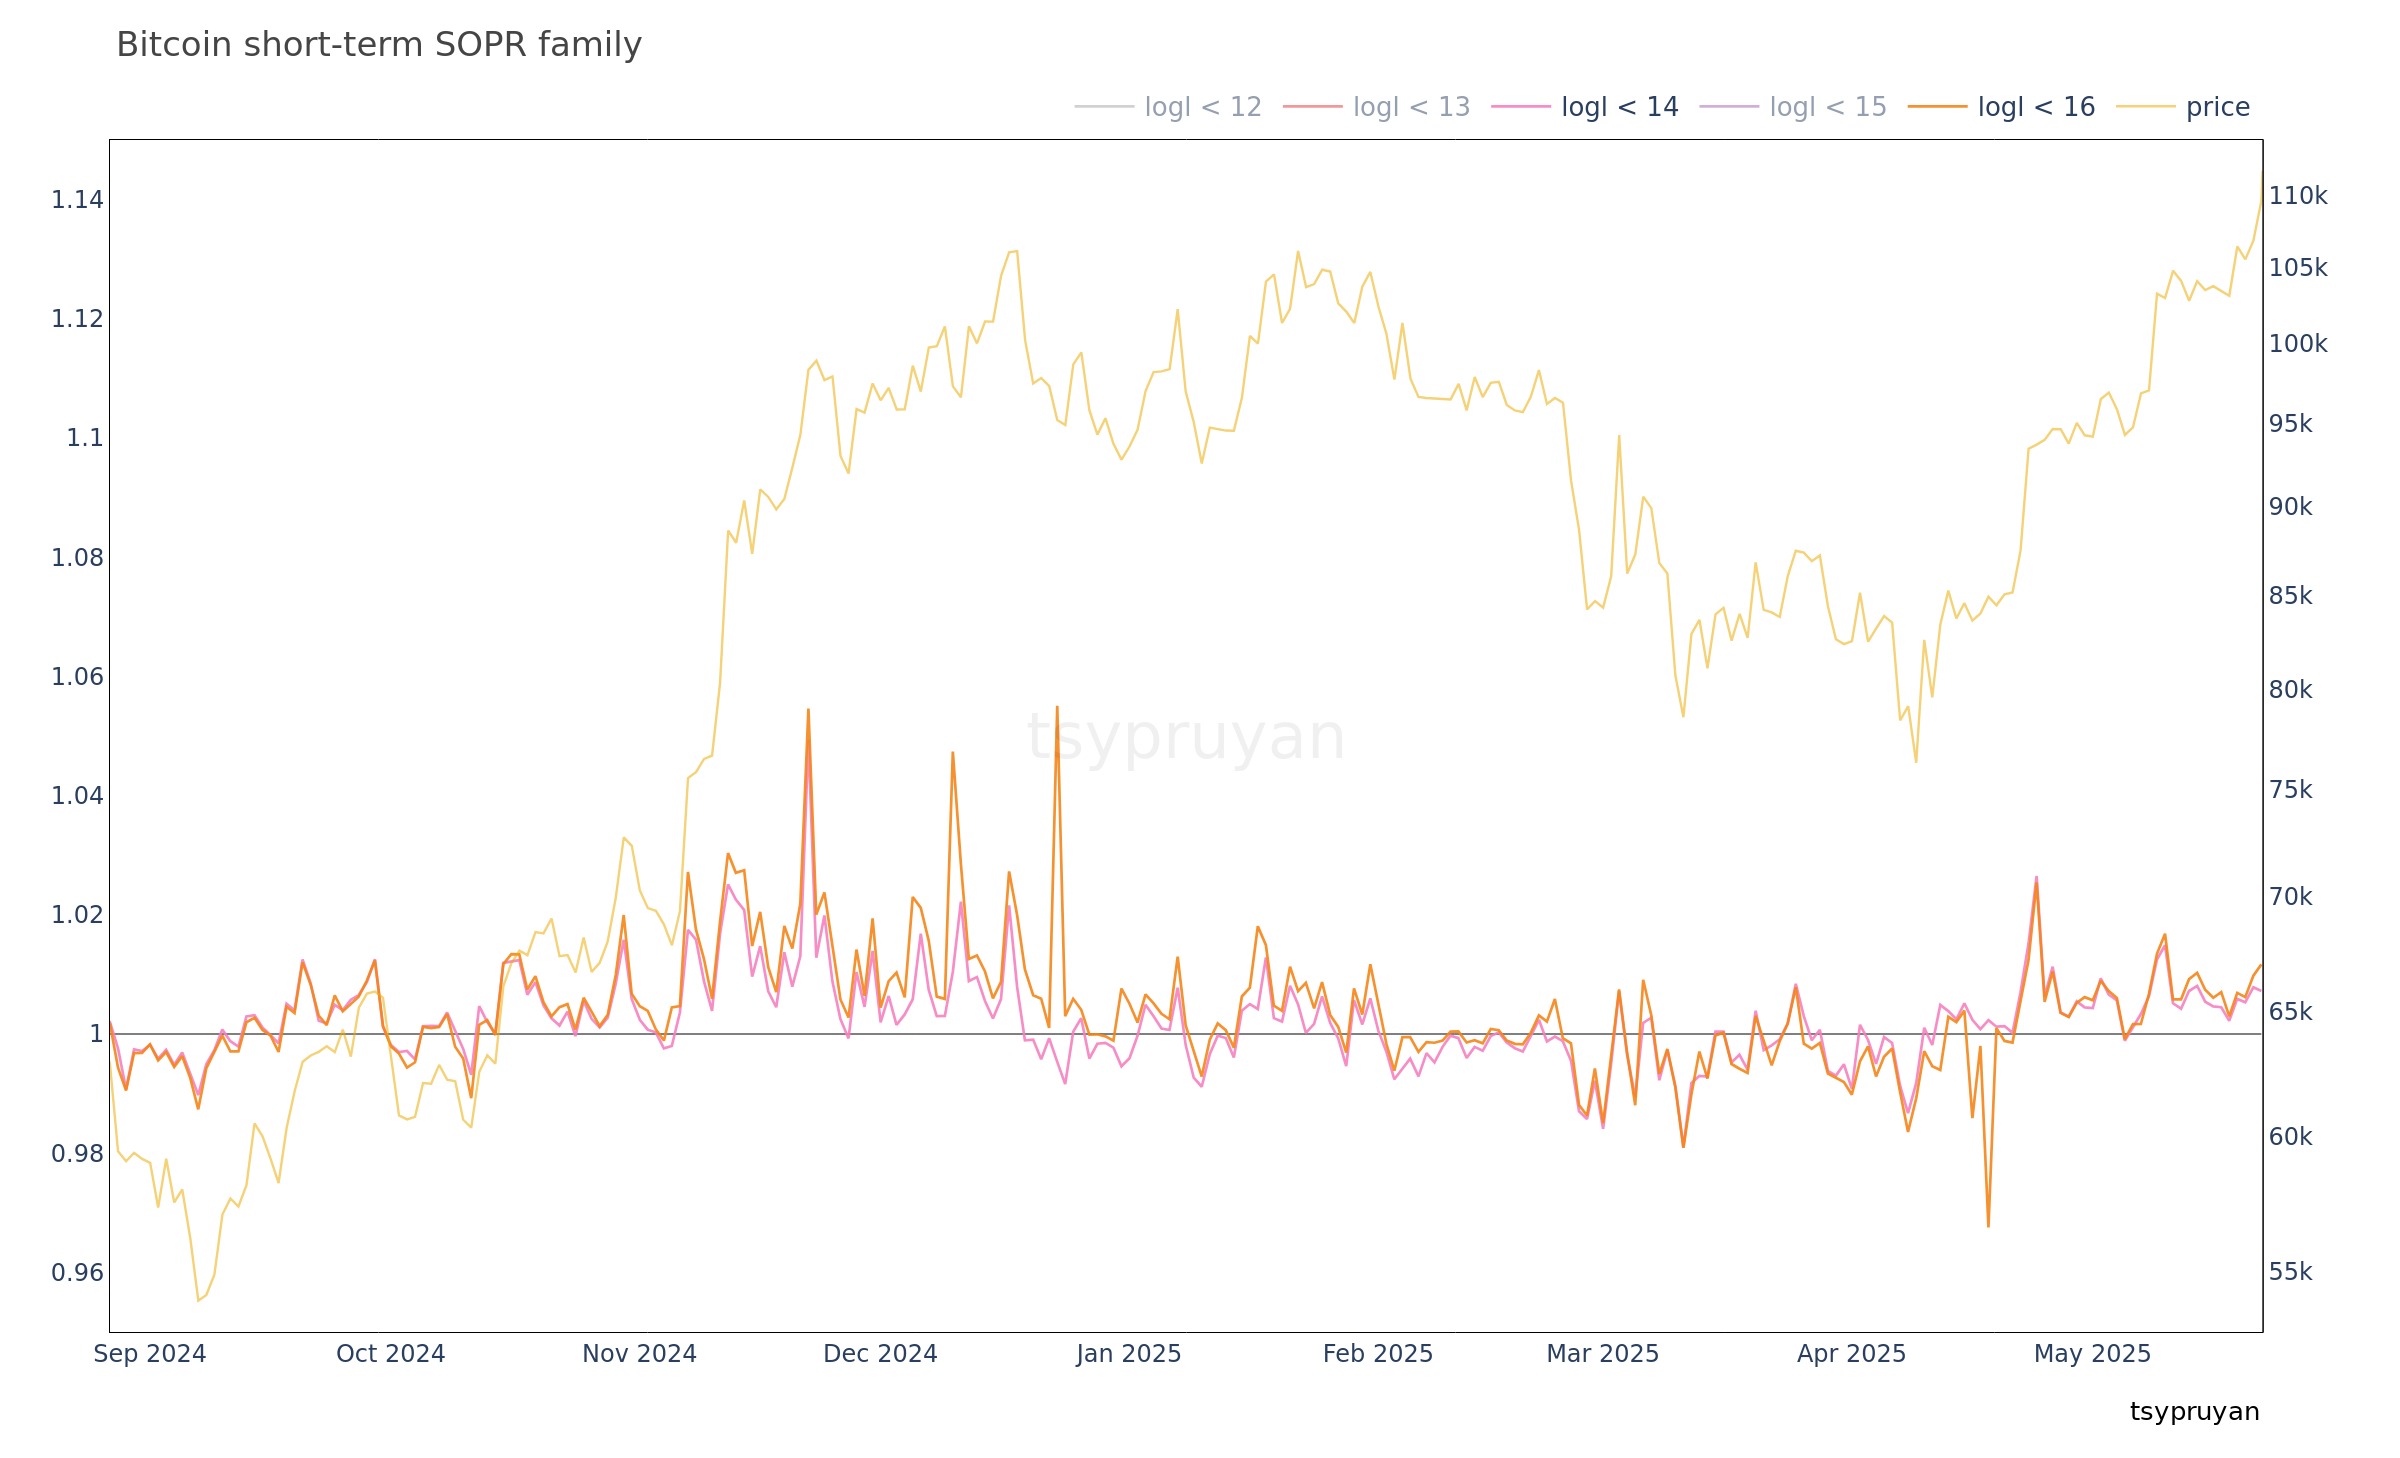 Bitcoin short-term SOPR family
logl < 12 logl < 13 logl < 14 logl < 15 logl < 16 price
1.14
1.12
1.1
1.08
1.06
1.04
1.02
1
0.98
0.96
110k
105k
100k
95k
90k
85k
80k
75k
70k
65k
60k
55k
tsypruyan
Sep 2024 Oct 2024 Nov 2024 Dec 2024 Jan 2025 Feb 2025 Mar 2025 Apr 2025 May 2025
tsypruyan